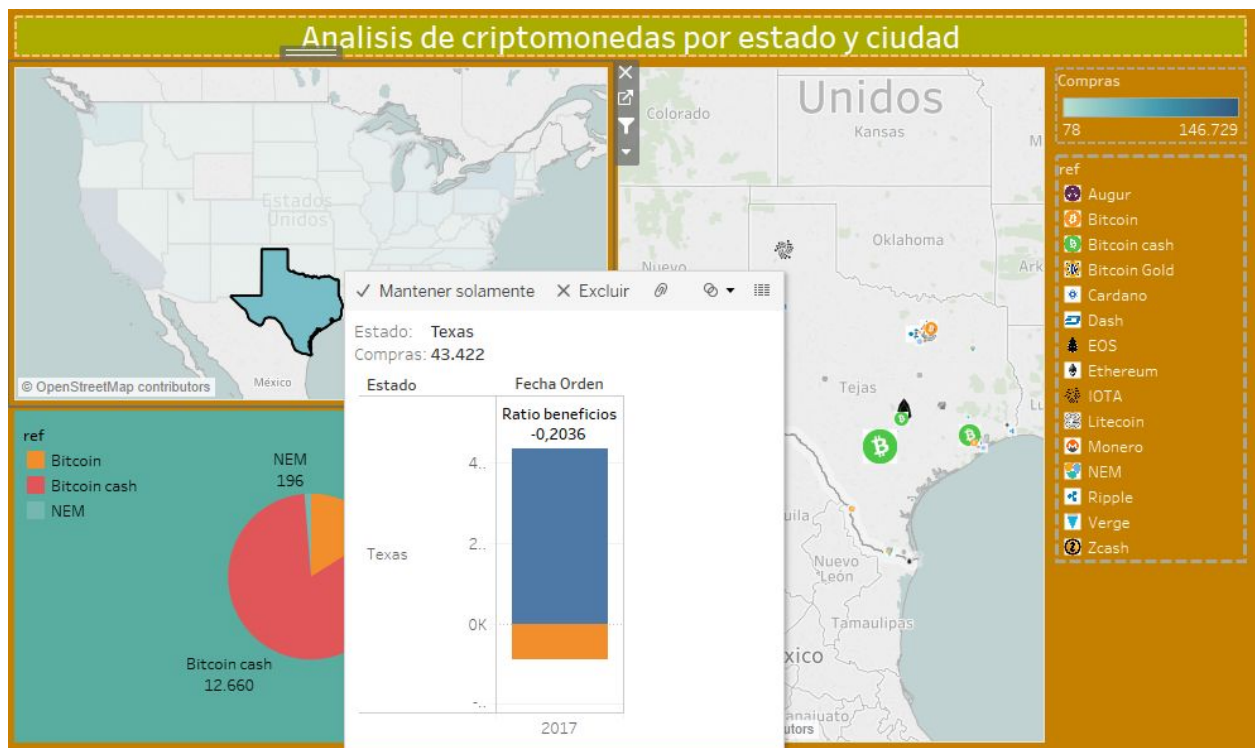 Analisis de criptomonedas por estado y ciudad
Estados
Unidos
México
© OpenStreetMap contributors
Unidos
Colorado
Kansas
M
Oklahoma
Nuevo
Ark
Tejas
Nuevo
León
Tamaulipas
Compras
78 146.729
ref
Augur
Bitcoin
Bitcoin cash
Bitcoin Gold
Cardano
Dash
EOS
Ethereum
IOTA
Litecoin
Monero
NEM
Ripple
Verge
Zcash
Mantener solamente Excluir
Estado: Texas
Compras: 43.422
Estado Fecha Orden
Ratio beneficios
-0,2036
4..
2..
0K
-..
Texas
2017
ref
Bitcoin
Bitcoin cash
NEM
NEM
196
Bitcoin cash
12.660